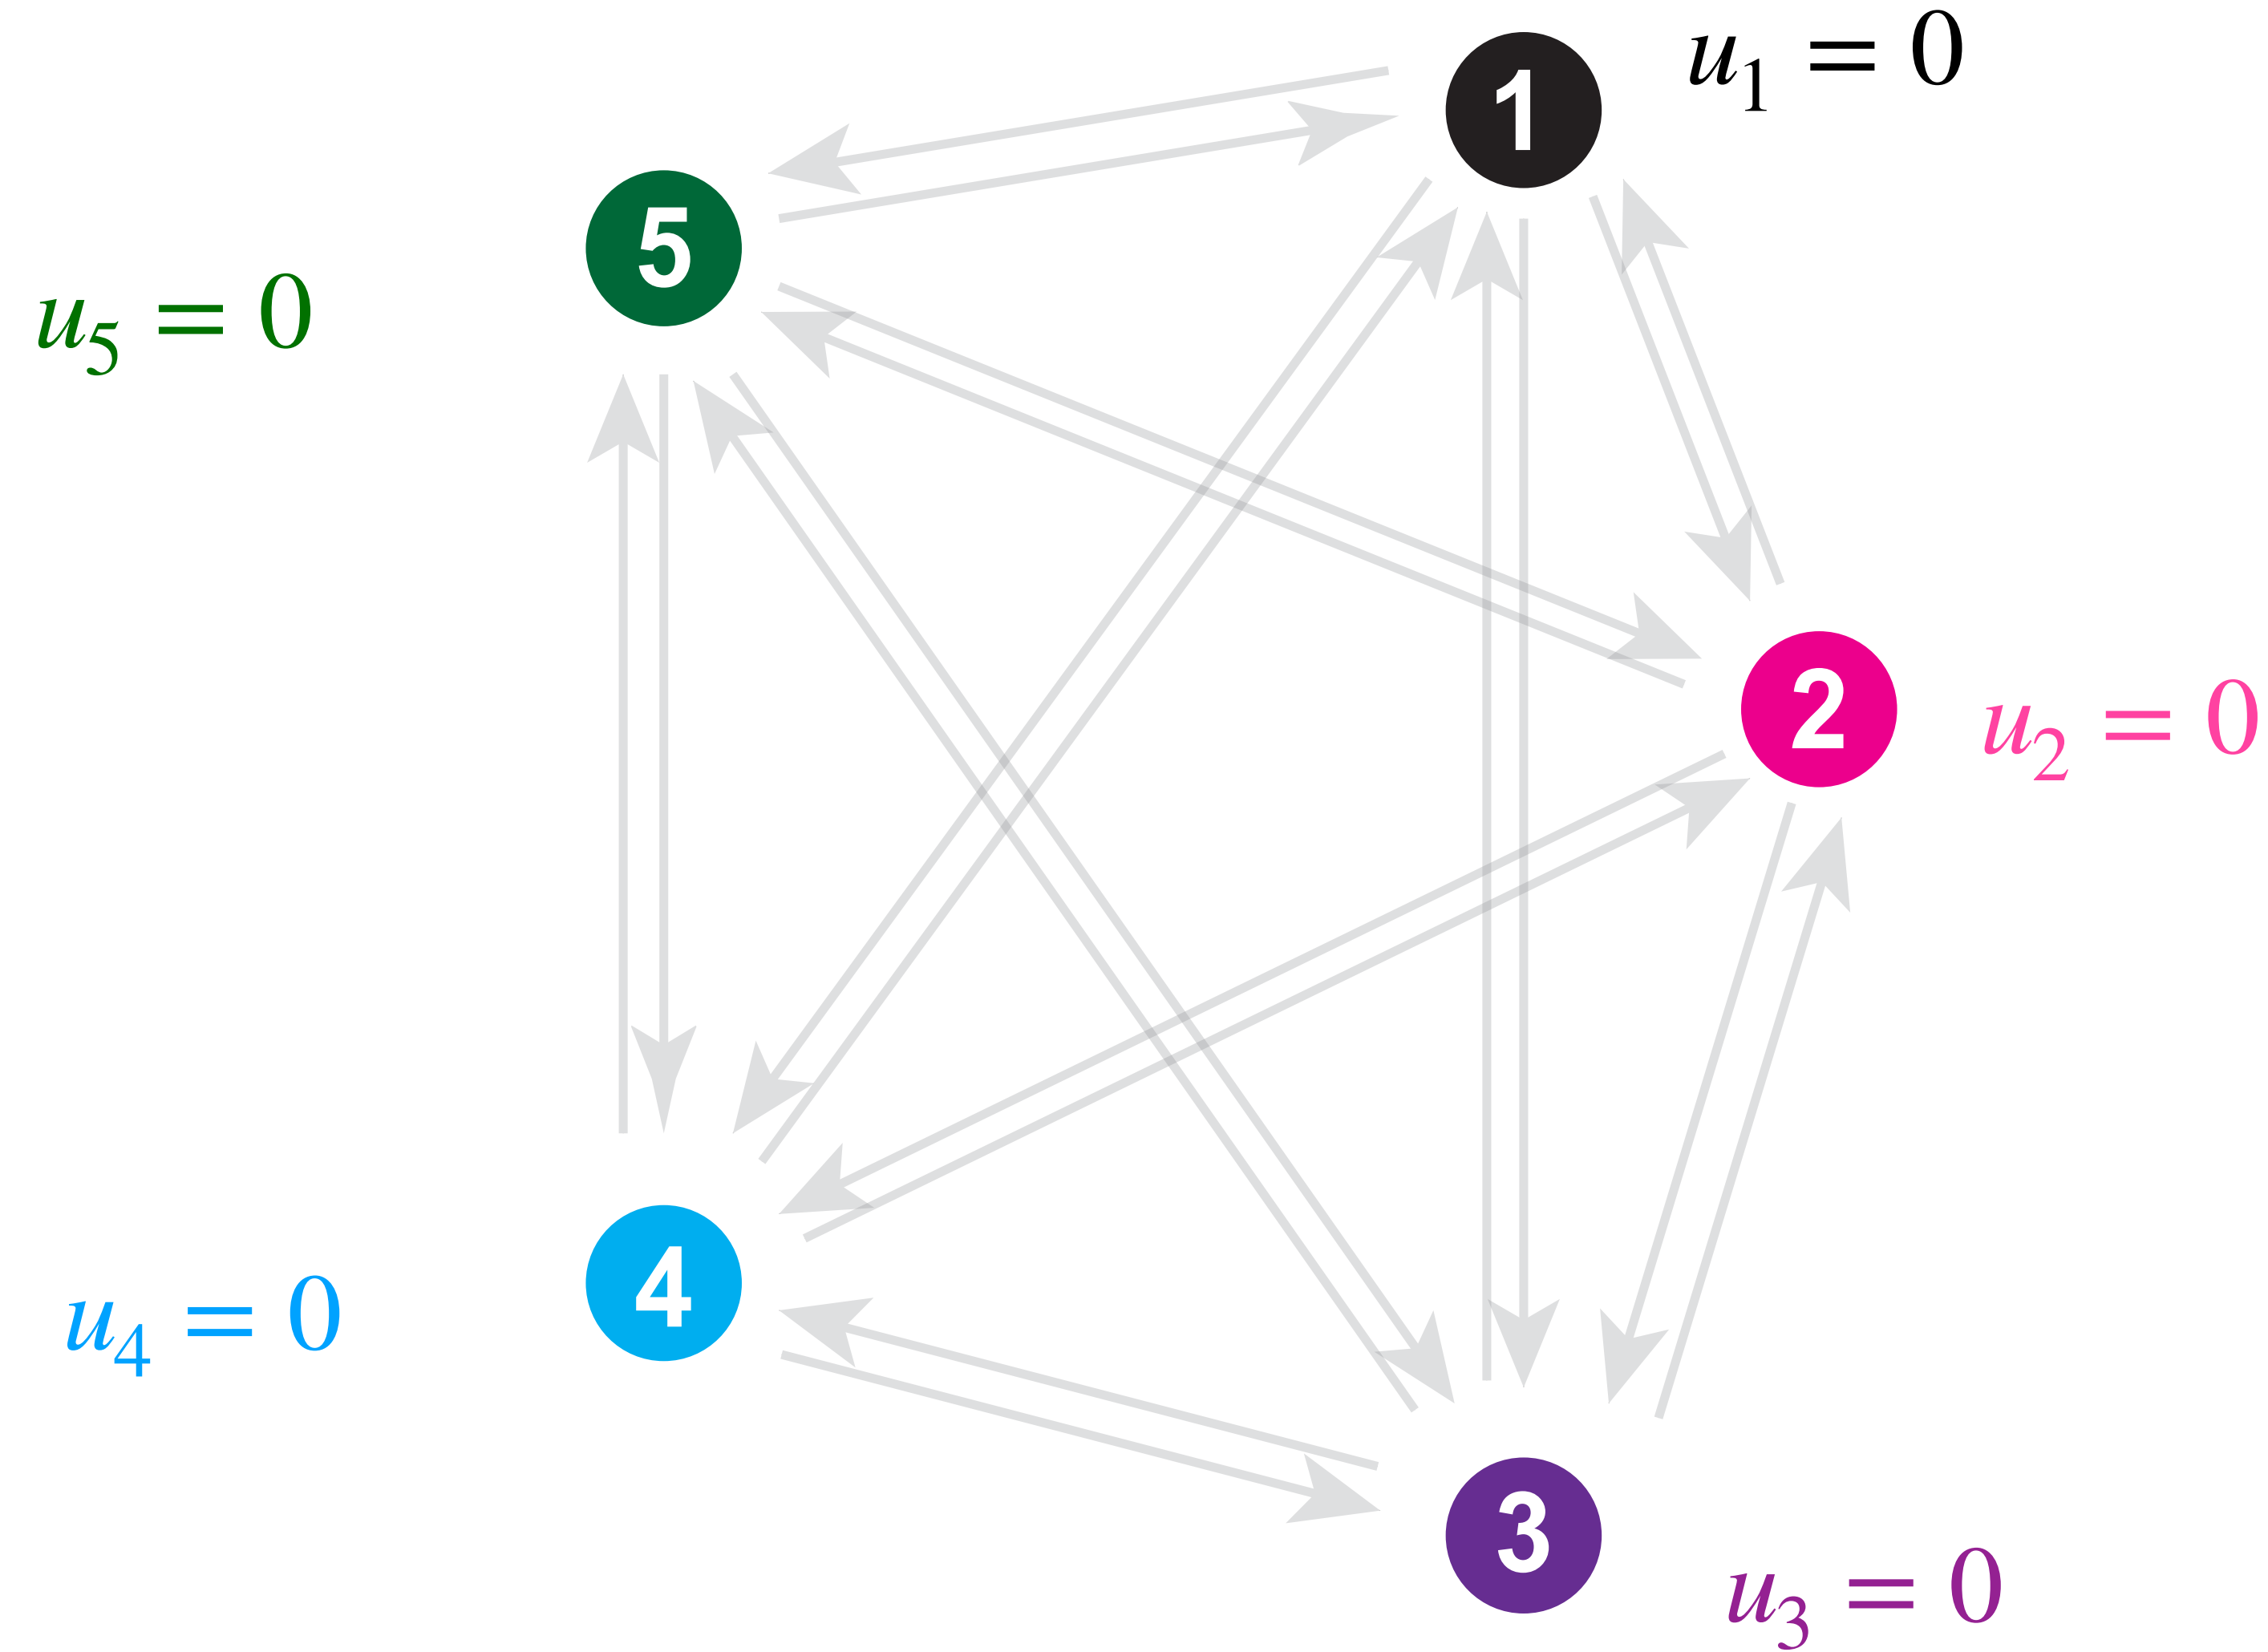 1
u₁ = 0
5
u₅ = 0
2
u₂ = 0
4
u₄ = 0
3
u₃ = 0